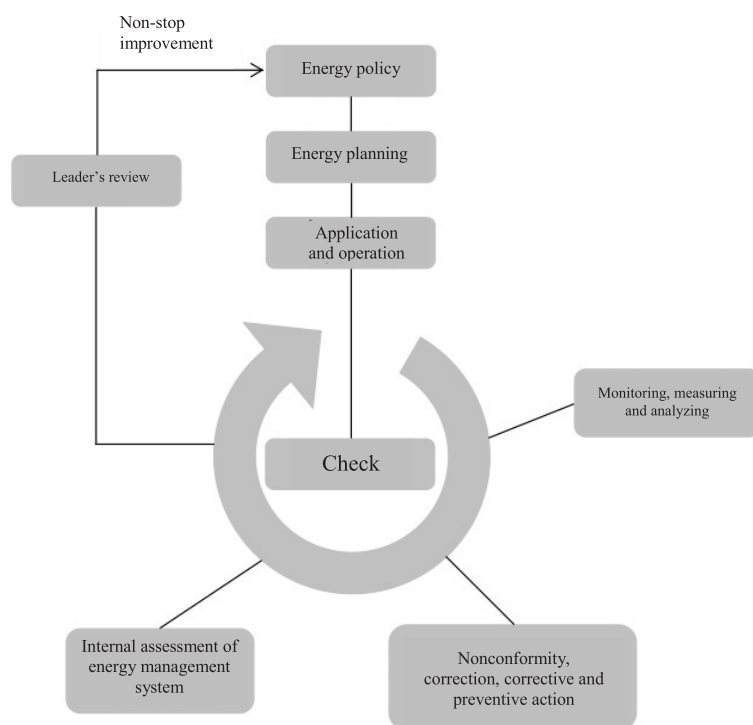 Non-stop
improvement
Energy policy
Energy planning
Leader's review
Application
and operation
Monitoring, measuring
and analyzing
Check
Internal assessment of
energy management
system
Nonconformity,
correction, corrective and
preventive action